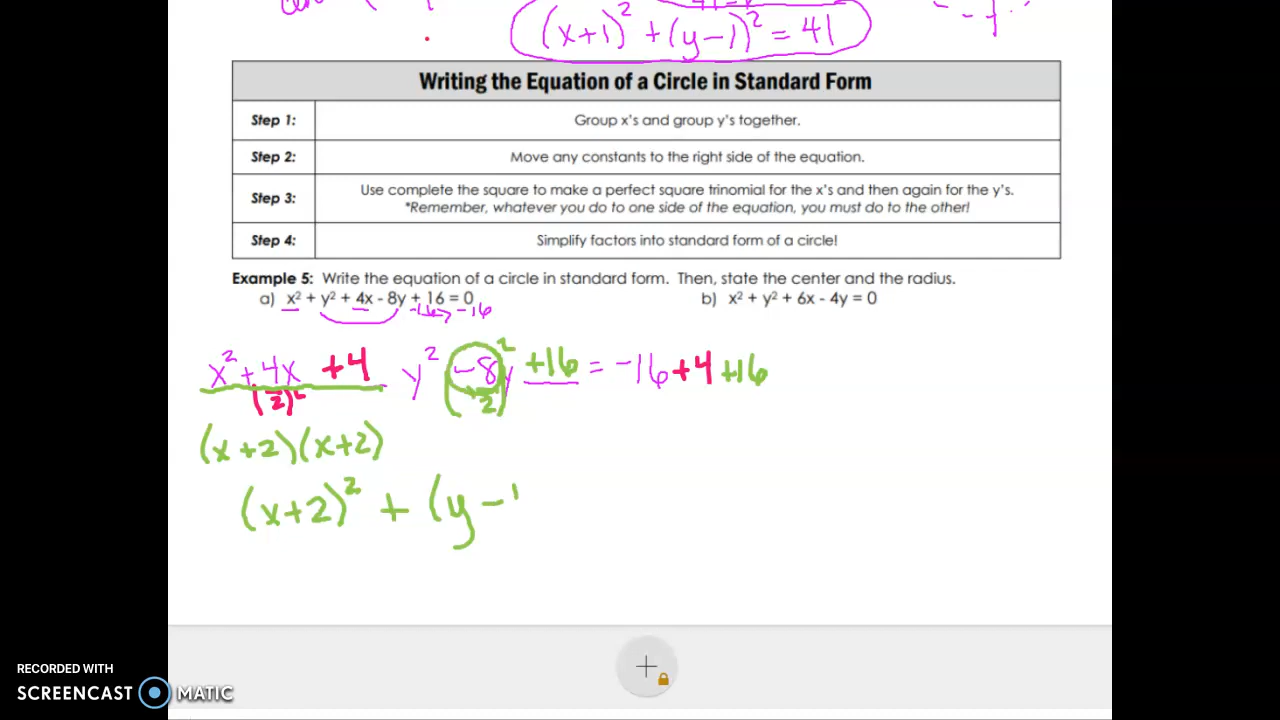 (x+1)² + (y-1)² = 41
Writing the Equation of a Circle in Standard Form
Step 1: Group x's and group y's together.
Step 2: Move any constants to the right side of the equation.
Step 3: Use complete the square to make a perfect square trinomial for the x's and then again for the y's.
*Remember, whatever you do to one side of the equation, you must do to the other!
Step 4: Simplify factors into standard form of a circle!
Example 5: Write the equation of a circle in standard form. Then, state the center and the radius.
a) x² + y² + 4x - 8y + 16 = 0 b) x² + y² + 6x - 4y = 0
-16 -16
x² + 4x +4 y² -8y +16 = -16 +4 +16
(2)² (2)²
(x+2)(x+2)
(x+2)² + (y -
RECORDED WITH
SCREENCAST MATIC